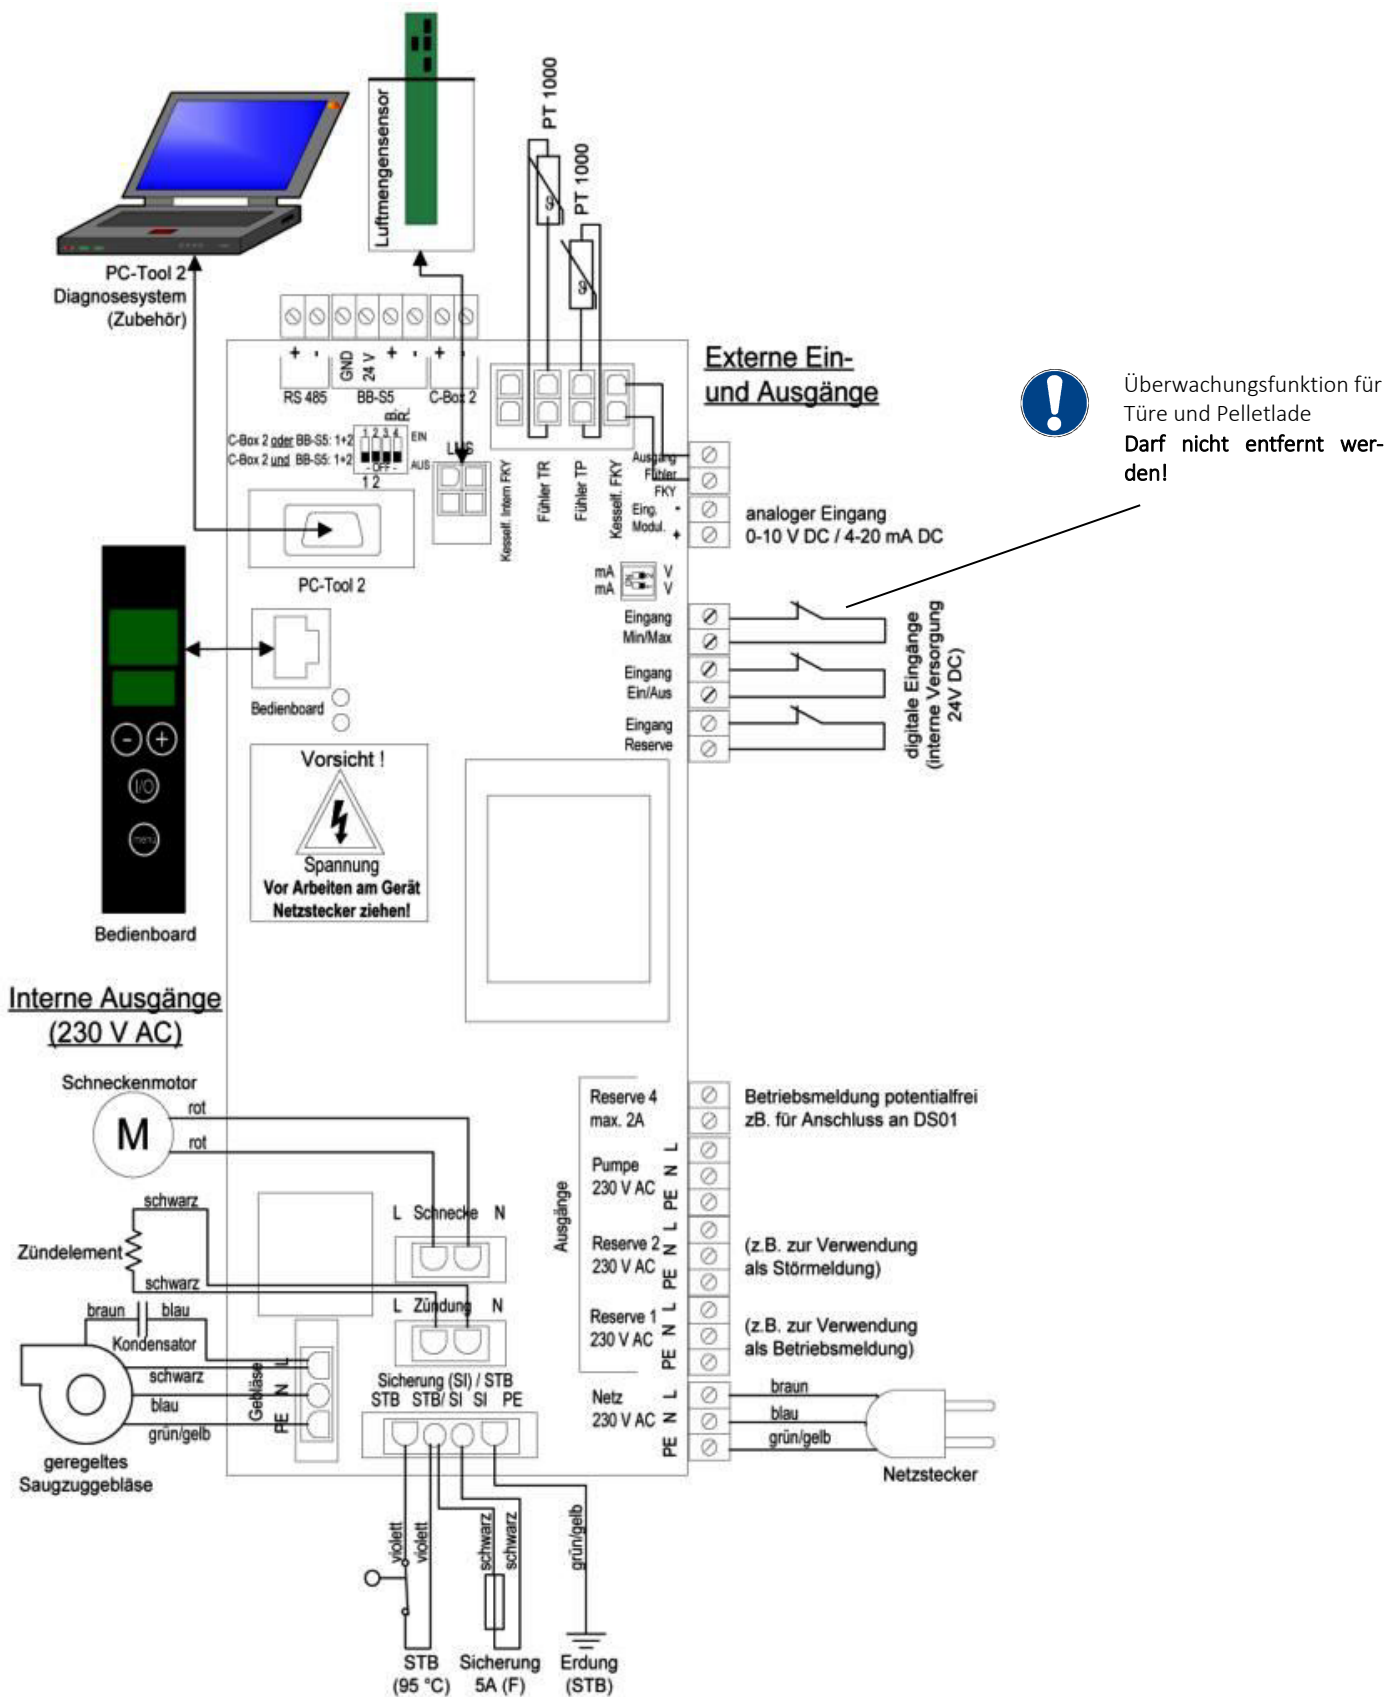 Luftmengensensor
PT 1000
PT 1000
PC-Tool 2
Diagnosesystem
(Zubehör)
+ - GND 24 V + - + -
RS 485 BB-S5 C-Box 2
Externe Ein-
und Ausgänge
Überwachungsfunktion für
Türe und Pelletlade
Darf nicht entfernt wer-
den!
1 2 3 4 EIN
C-Box 2 oder BB-S5: 1+2
C-Box 2 und BB-S5: 1+2
- OFF - AUS
1 2
Kesself. Intern FKY
Fühler TR
Fühler TP
Kesself. FKY
Ausgang
Fühler
FKY
Eing. -
Modul. +
analoger Eingang
0-10 V DC / 4-20 mA DC
PC-Tool 2
mA V
mA V
Eingang
Min/Max
Eingang
Ein/Aus
Eingang
Reserve
digitale Eingänge
(interne Versorgung
24V DC)
- +
I/O
menu
Bedienboard
Bedienboard
Vorsicht !
Spannung
Vor Arbeiten am Gerät
Netzstecker ziehen!
Interne Ausgänge
(230 V AC)
Schneckenmotor
M
rot
rot
schwarz
Zündelement
schwarz
braun blau
Kondensator
schwarz
blau
grün/gelb
geregeltes
Saugzuggebläse
L Schnecke N
L Zündung N
Gebläse
PE N L
Sicherung (SI) / STB
STB STB/ SI SI PE
Ausgänge
Reserve 4
max. 2A
Betriebsmeldung potentialfrei
zB. für Anschluss an DS01
Pumpe
230 V AC
PE N L
Reserve 2
230 V AC
PE N L
(z.B. zur Verwendung
als Störmeldung)
Reserve 1
230 V AC
PE N L
(z.B. zur Verwendung
als Betriebsmeldung)
Netz
230 V AC
PE N L
braun
blau
grün/gelb
Netzstecker
violett
violett
schwarz
schwarz
grün/gelb
STB
(95 °C)
Sicherung
5A (F)
Erdung
(STB)